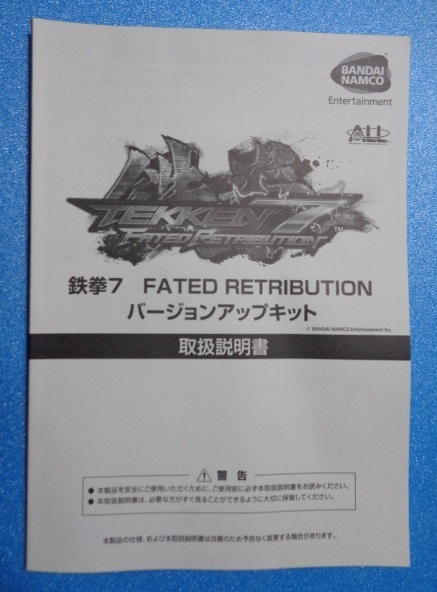 BANDAI
NAMCO
Entertainment
鉄拳
TEKKEN 7™
FATED RETRIBUTION
鉄拳7 FATED RETRIBUTION
バージョンアップキット
© BANDAI NAMCO Entertainment Inc.
取扱説明書
警告
● 本製品を安全にご使用いただくために、ご使用前に必ず本取扱説明書をお読みください。
● 本取扱説明書は、必要な方がすぐ見ることができるように大切に保管してください。
本製品の仕様、および本取扱説明書は改善のため予告なく変更する場合があります。